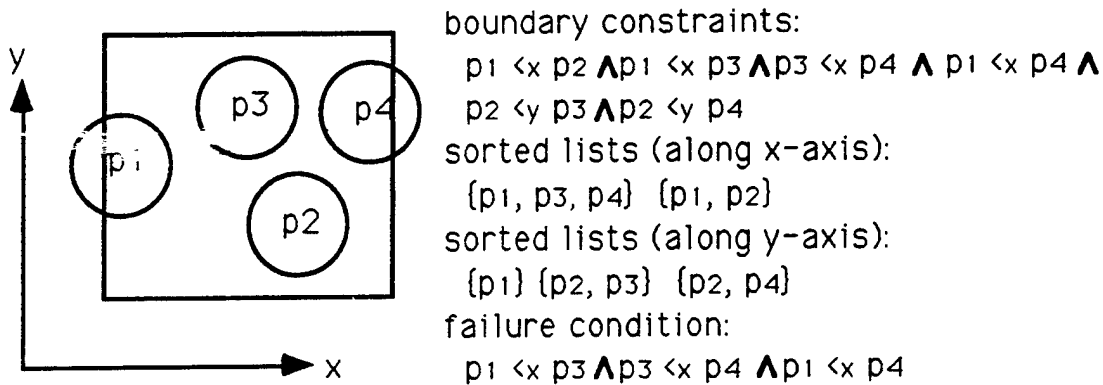 y
x
p1
p3
p4
p2
boundary constraints:
p1 <x p2 ∧p1 <x p3 ∧p3 <x p4 ∧ p1 <x p4 ∧
p2 <y p3 ∧p2 <y p4
sorted lists (along x-axis):
{p1, p3, p4} {p1, p2}
sorted lists (along y-axis):
{p1} {p2, p3} {p2, p4}
failure condition:
p1 <x p3 ∧p3 <x p4 ∧p1 <x p4